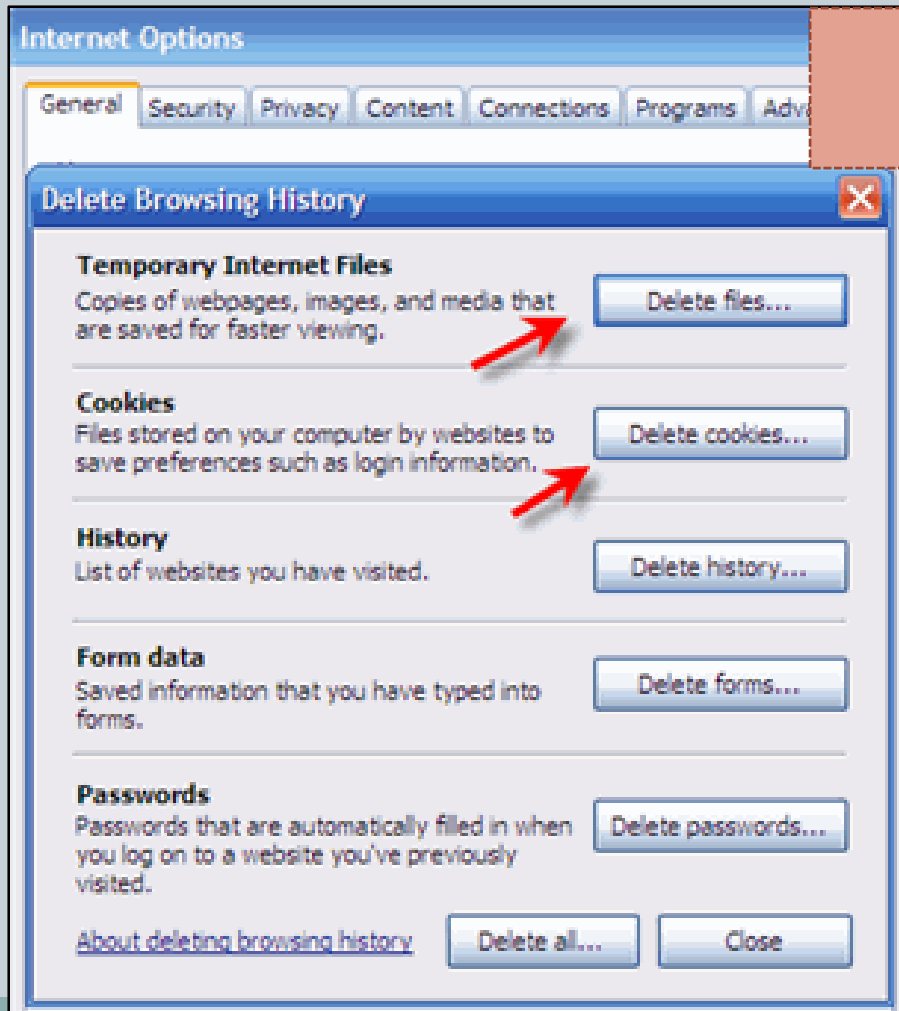 Internet Options
General Security Privacy Content Connections Programs
Delete Browsing History
Temporary Internet Files
Copies of webpages, images, and media that
are saved for faster viewing.
Delete files...
Cookies
Files stored on your computer by websites to
save preferences such as login information.
Delete cookies...
History
List of websites you have visited.
Delete history...
Form data
Saved information that you have typed into
forms.
Delete forms...
Passwords
Passwords that are automatically filled in when
you log on to a website you've previously
visited.
Delete passwords...
About deleting browsing history Delete all... Close